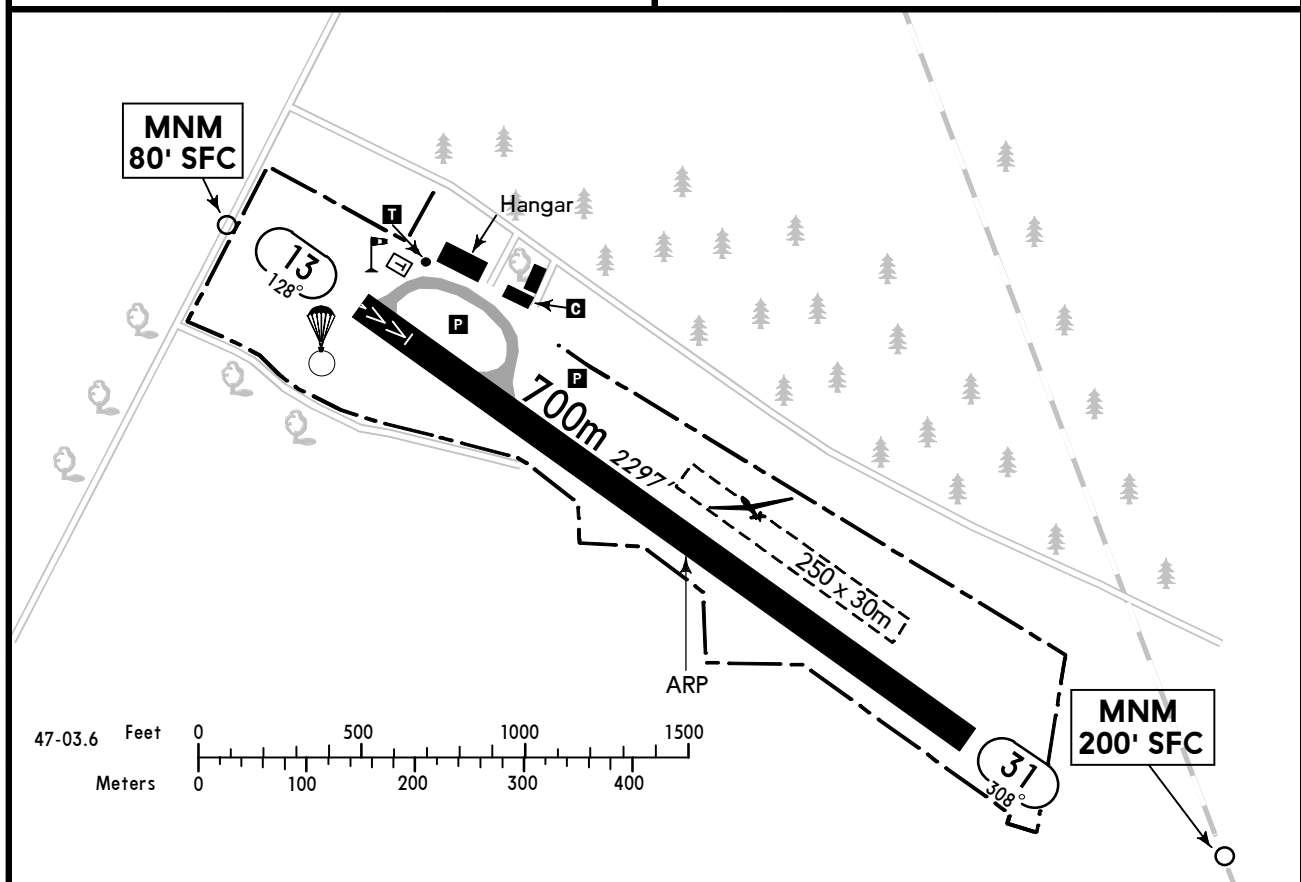 MNM
80' SFC
T
Hangar
13
128°
T
C
P
P
700m
2297'
250 x 30m
ARP
MNM
200' SFC
31
308°
47-03.6
Feet
0 500 1000 1500
Meters
0 100 200 300 400